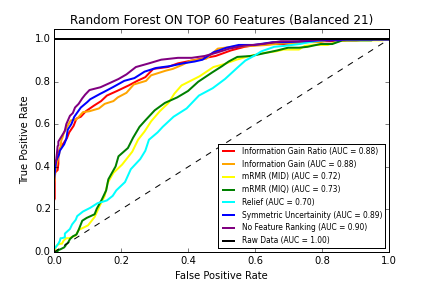 Random Forest ON TOP 60 Features (Balanced 21)
True Positive Rate
1.0
0.8
0.6
0.4
0.2
0.0
Information Gain Ratio (AUC = 0.88)
Information Gain (AUC = 0.88)
mRMR (MID) (AUC = 0.72)
mRMR (MIQ) (AUC = 0.73)
Relief (AUC = 0.70)
Symmetric Uncertainity (AUC = 0.89)
No Feature Ranking (AUC = 0.90)
Raw Data (AUC = 1.00)
0.0 0.2 0.4 0.6 0.8 1.0
False Positive Rate